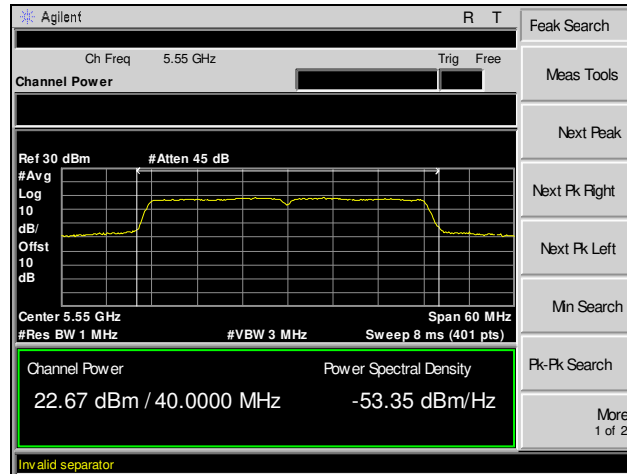 Agilent R T
Ch Freq 5.55 GHz Trig Free
Channel Power
Ref 30 dBm #Atten 45 dB
#Avg
Log
10
dB/
Offst
10
dB
Center 5.55 GHz Span 60 MHz
#Res BW 1 MHz #VBW 3 MHz Sweep 8 ms (401 pts)
Channel Power Power Spectral Density
22.67 dBm / 40.0000 MHz -53.35 dBm/Hz
Invalid separator
Feak Search
Meas Tools
Next Peak
Next Pk Right
Next Pk Left
Min Search
Pk-Pk Search
More
1 of 2